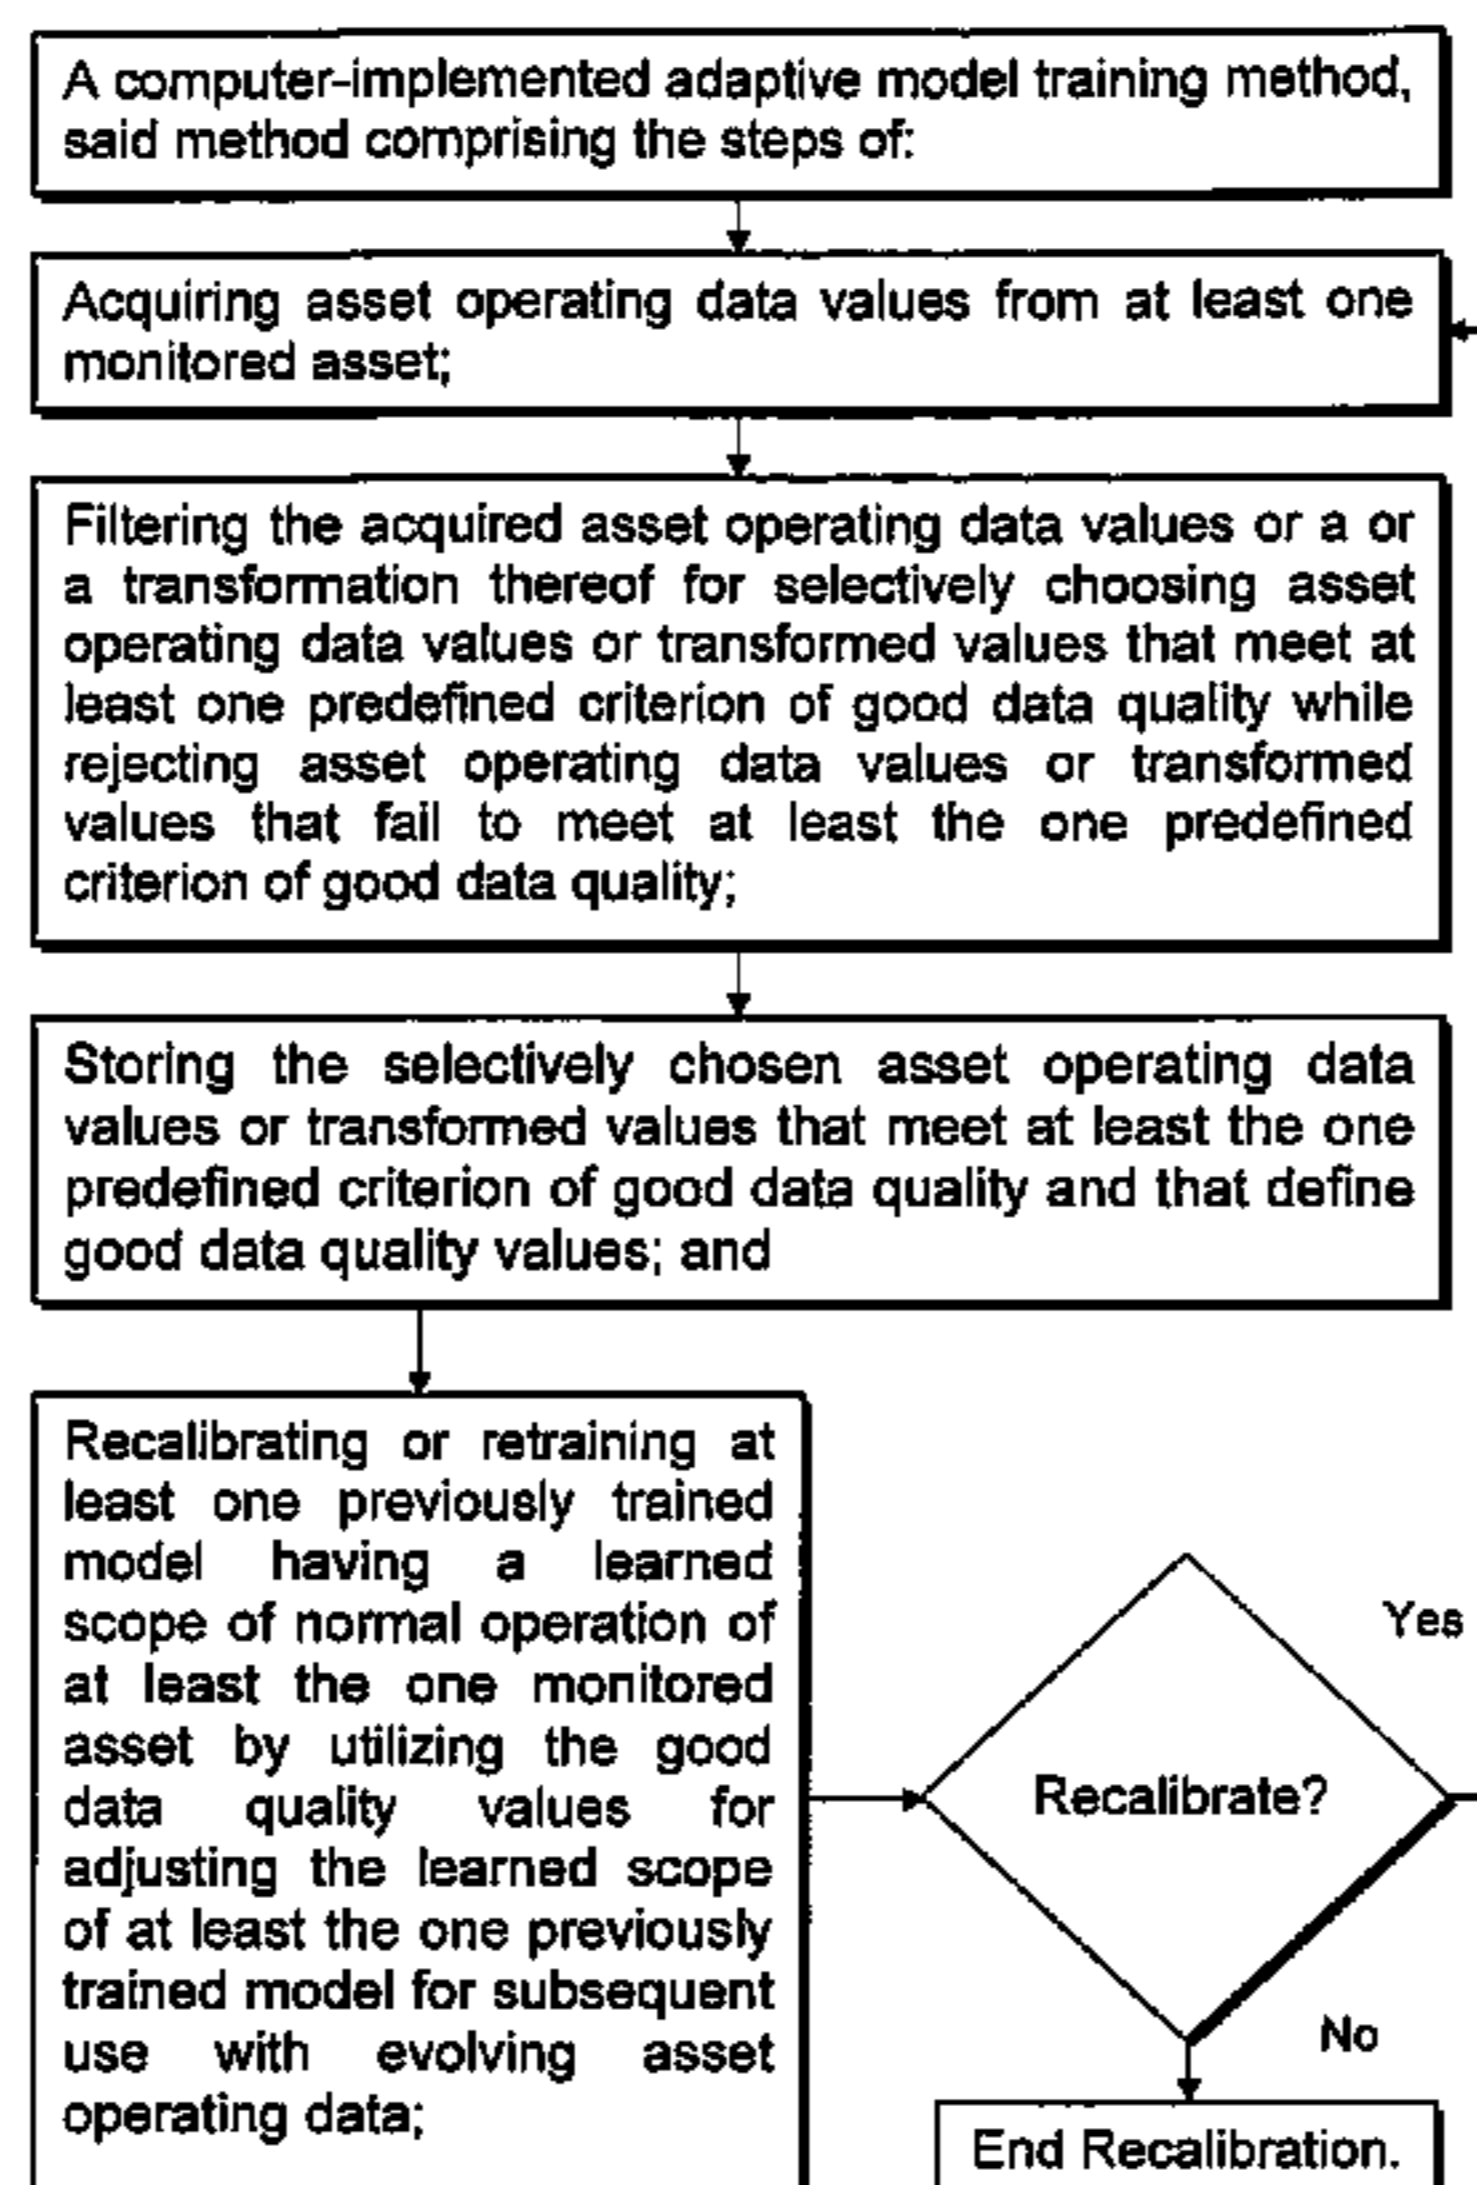 A computer-implemented adaptive model training method,
said method comprising the steps of:
Acquiring asset operating data values from at least one
monitored asset;
Filtering the acquired asset operating data values or a or
a transformation thereof for selectively choosing asset
operating data values or transformed values that meet at
least one predefined criterion of good data quality while
rejecting asset operating data values or transformed
values that fail to meet at least the one predefined
criterion of good data quality;
Storing the selectively chosen asset operating data
values or transformed values that meet at least the one
predefined criterion of good data quality and that define
good data quality values; and
Recalibrating or retraining at
least one previously trained
model having a learned
scope of normal operation of
at least the one monitored
asset by utilizing the good
data quality values for
adjusting the learned scope
of at least the one previously
trained model for subsequent
use with evolving asset
operating data;
Yes
Recalibrate?
No
End Recalibration.